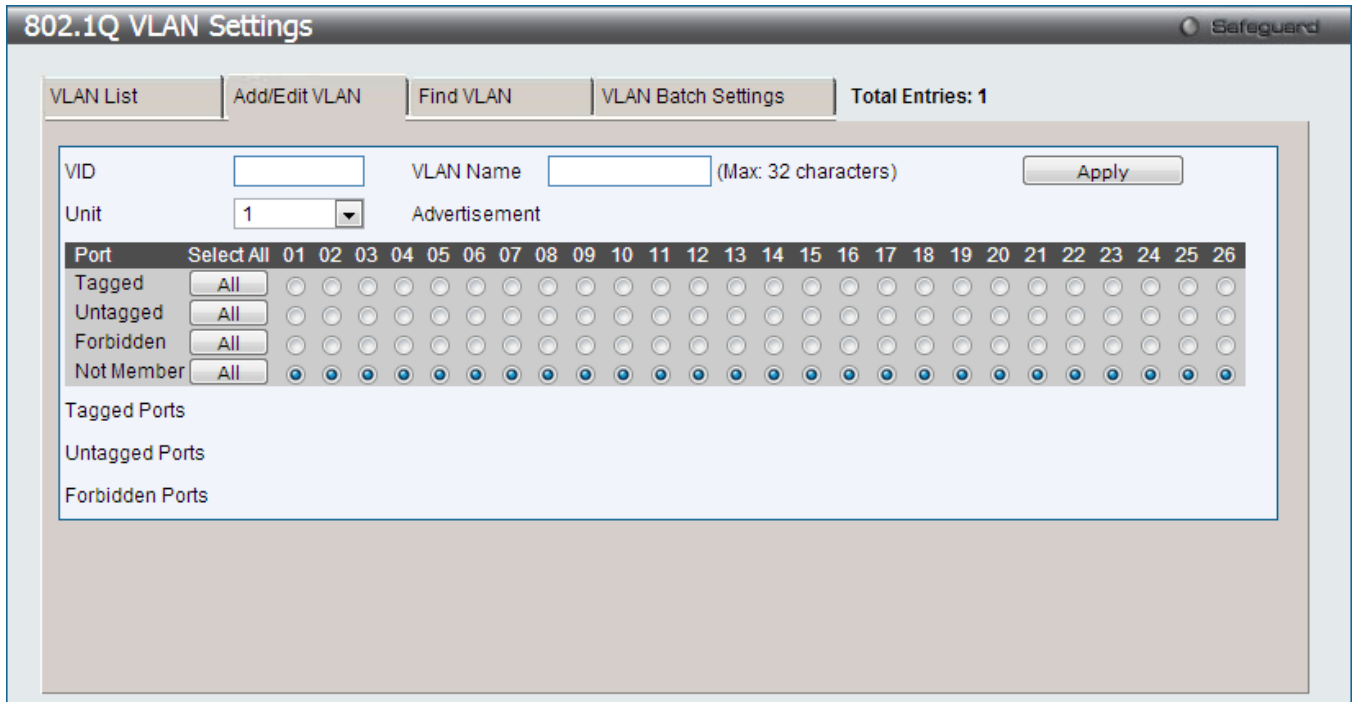 802.1Q VLAN Settings Safeguard
VLAN List Add/Edit VLAN Find VLAN VLAN Batch Settings Total Entries: 1
VID VLAN Name (Max: 32 characters) Apply
Unit 1 Advertisement
Port Select All 01 02 03 04 05 06 07 08 09 10 11 12 13 14 15 16 17 18 19 20 21 22 23 24 25 26
Tagged All
Untagged All
Forbidden All
Not Member All
Tagged Ports
Untagged Ports
Forbidden Ports